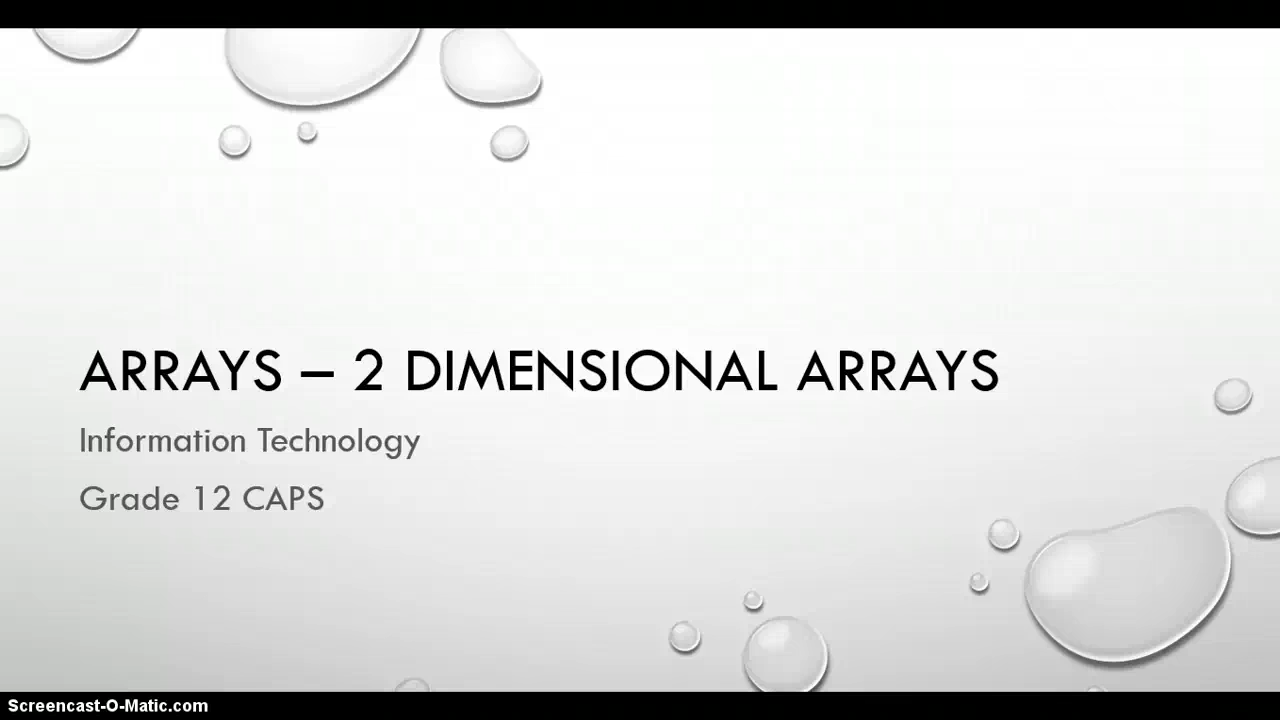 ARRAYS – 2 DIMENSIONAL ARRAYS
Information Technology
Grade 12 CAPS
Screencast-O-Matic.com